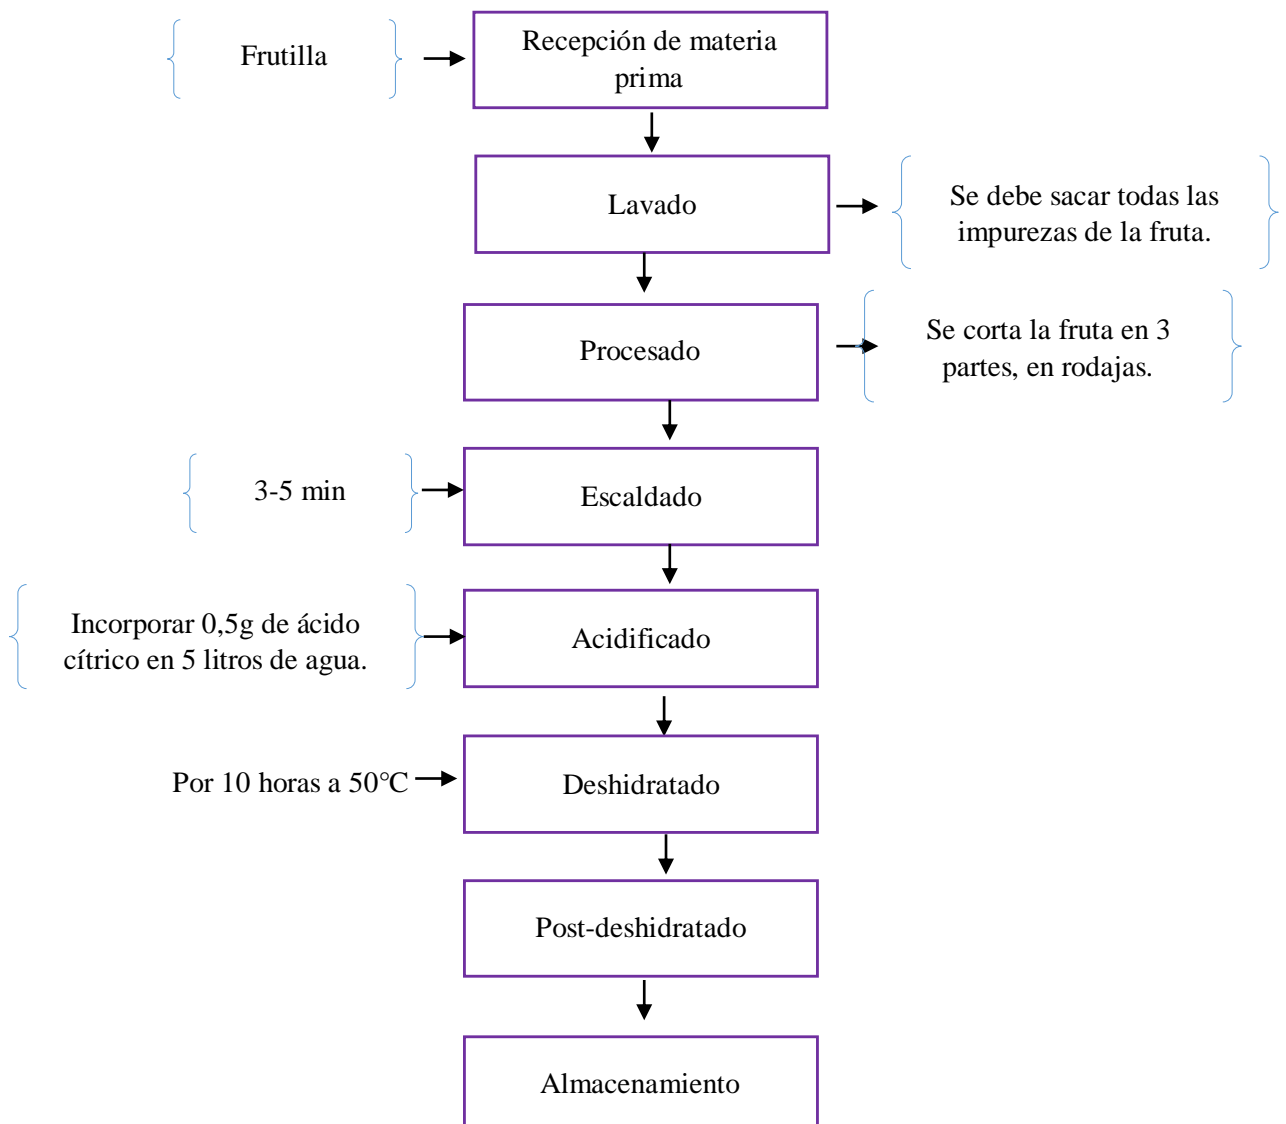 Frutilla
Recepción de materia
prima
Lavado
Se debe sacar todas las
impurezas de la fruta.
Procesado
Se corta la fruta en 3
partes, en rodajas.
3-5 min
Escaldado
Incorporar 0,5g de ácido
cítrico en 5 litros de agua.
Acidificado
Por 10 horas a 50°C
Deshidratado
Post-deshidratado
Almacenamiento